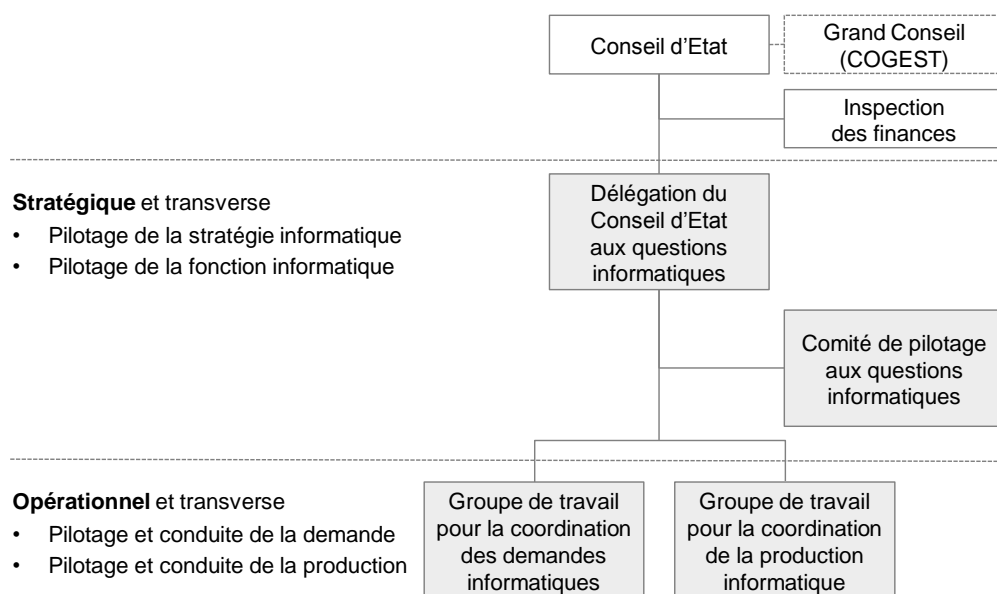 Conseil d’Etat
Grand Conseil
(COGEST)
Inspection
des finances
Stratégique et transverse
• Pilotage de la stratégie informatique
• Pilotage de la fonction informatique
Délégation du
Conseil d’Etat
aux questions
informatiques
Comité de pilotage
aux questions
informatiques
Opérationnel et transverse
• Pilotage et conduite de la demande
• Pilotage et conduite de la production
Groupe de travail
pour la coordination
des demandes
informatiques
Groupe de travail
pour la coordination
de la production
informatique